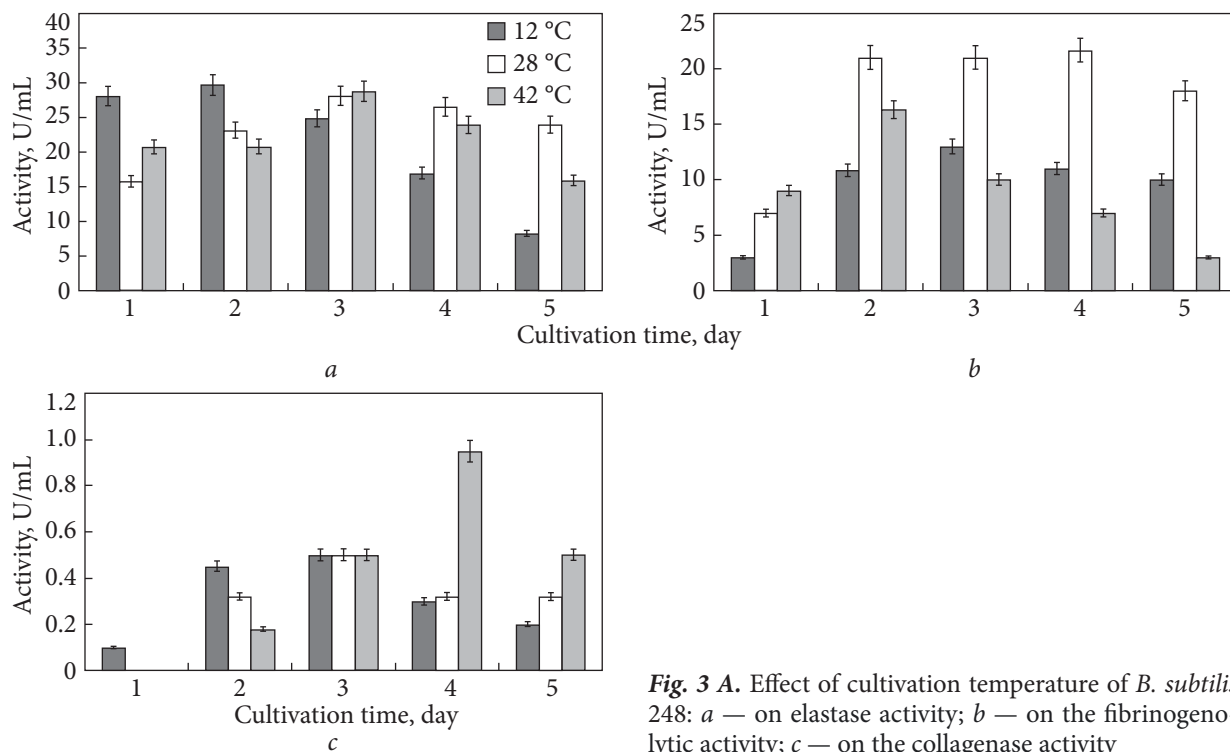 40
35
30
25
20
15
10
5
0
Activity, U/mL
12 °C
28 °C
42 °C
1 2 3 4 5
a
25
20
15
10
5
0
Activity, U/mL
1 2 3 4 5
b
Cultivation time, day
1.2
1.0
0.8
0.6
0.4
0.2
0
Activity, U/mL
1 2 3 4 5
Cultivation time, day
c
Fig. 3 A. Effect of cultivation temperature of B. subtilis
248: a — on elastase activity; b — on the fibrinogeno-
lytic activity; c — on the collagenase activity